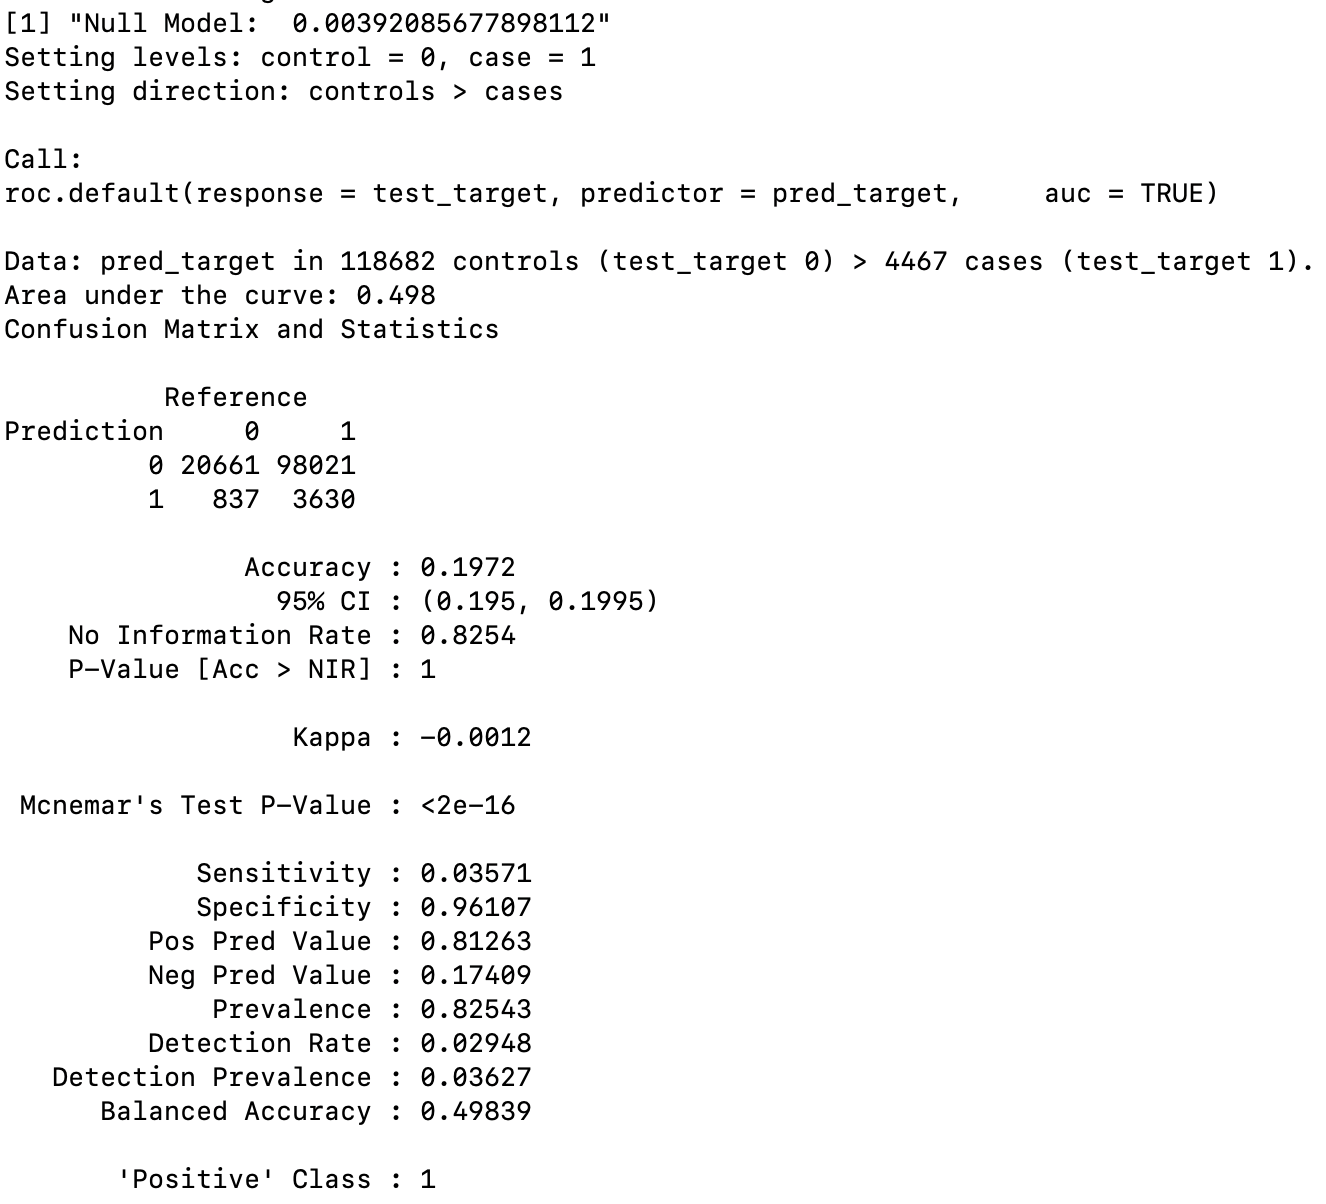 [1] "Null Model:  0.00392085677898112"
Setting levels: control = 0, case = 1
Setting direction: controls > cases
Call:
roc.default(response = test_target, predictor = pred_target,     auc = TRUE)
Data: pred_target in 118682 controls (test_target 0) > 4467 cases (test_target 1).
Area under the curve: 0.498
Confusion Matrix and Statistics
          Reference
Prediction     0     1
         0 20661 98021
         1   837  3630
               Accuracy : 0.1972
                 95% CI : (0.195, 0.1995)
    No Information Rate : 0.8254
    P-Value [Acc > NIR] : 1
                  Kappa : -0.0012
 Mcnemar's Test P-Value : <2e-16
            Sensitivity : 0.03571
            Specificity : 0.96107
         Pos Pred Value : 0.81263
         Neg Pred Value : 0.17409
             Prevalence : 0.82543
         Detection Rate : 0.02948
   Detection Prevalence : 0.03627
      Balanced Accuracy : 0.49839
       'Positive' Class : 1